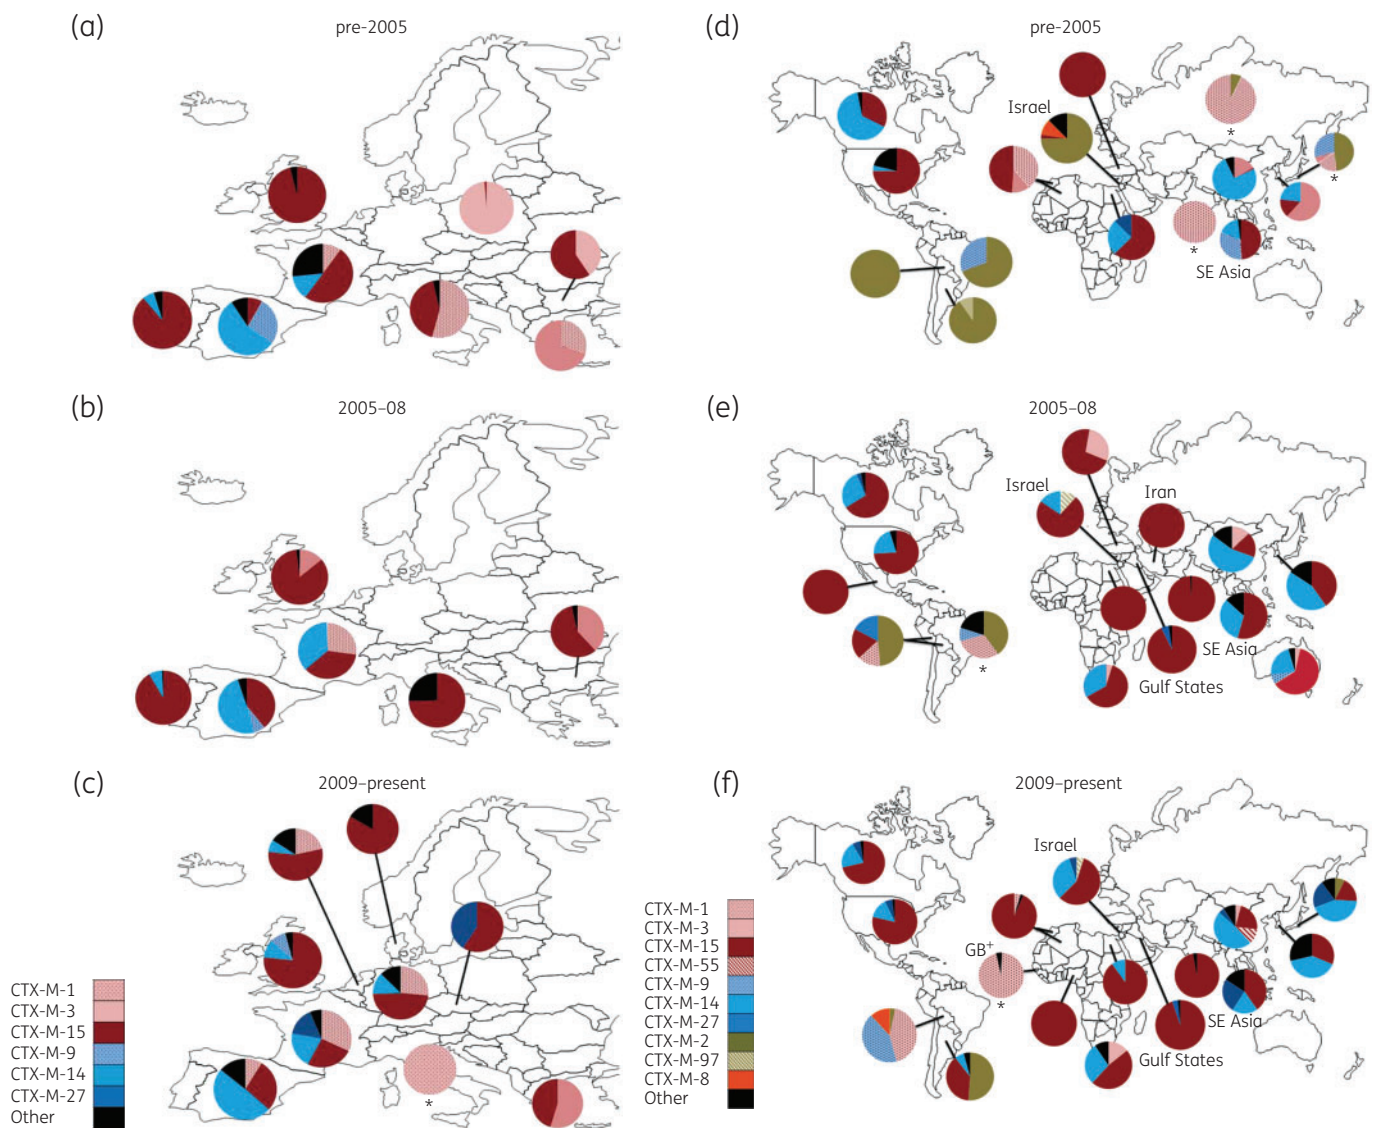 (a)
pre-2005
(b)
2005–08
(c)
2009–present
*
CTX-M-1
CTX-M-3
CTX-M-15
CTX-M-9
CTX-M-14
CTX-M-27
Other
(d)
pre-2005
Israel
*
*
*
SE Asia
(e)
2005–08
Israel
Iran
*
SE Asia
Gulf States
(f)
2009–present
Israel
GB+
*
SE Asia
Gulf States
CTX-M-1
CTX-M-3
CTX-M-15
CTX-M-55
CTX-M-9
CTX-M-14
CTX-M-27
CTX-M-2
CTX-M-97
CTX-M-8
Other